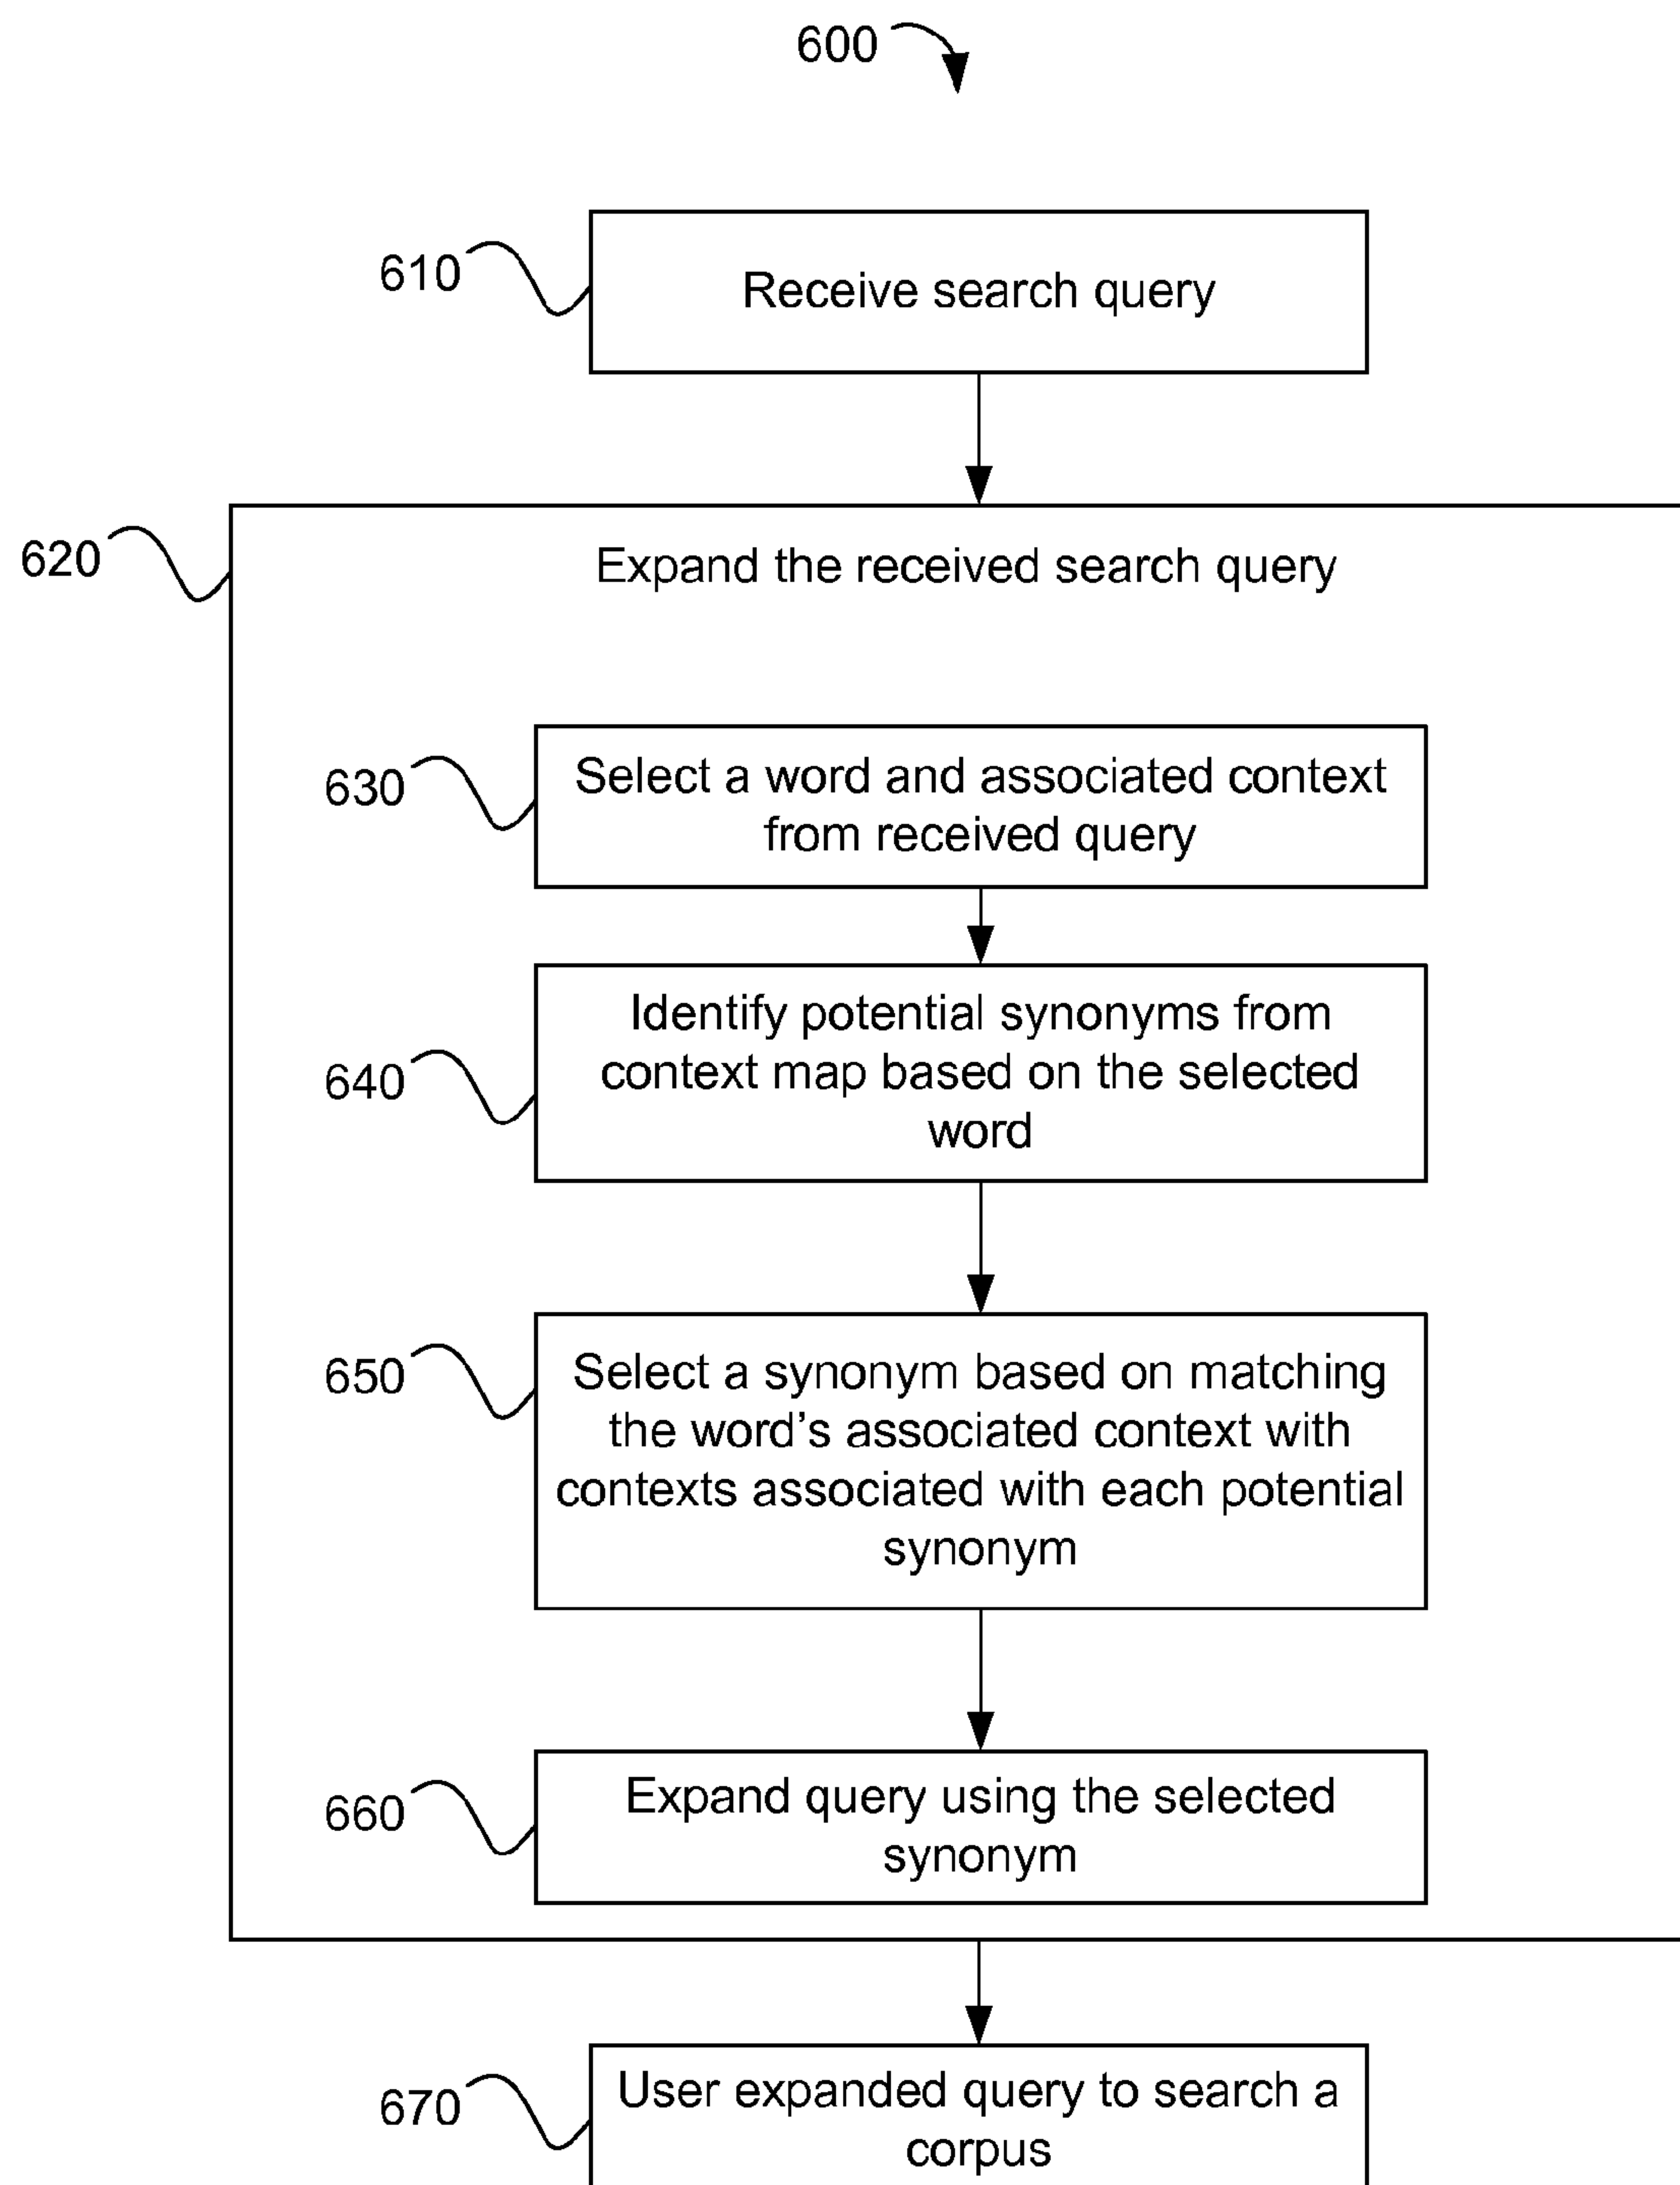 600
610
Receive search query
620
Expand the received search query
630
Select a word and associated context
from received query
640
Identify potential synonyms from
context map based on the selected
word
650
Select a synonym based on matching
the word's associated context with
contexts associated with each potential
synonym
660
Expand query using the selected
synonym
670
User expanded query to search a
corpus